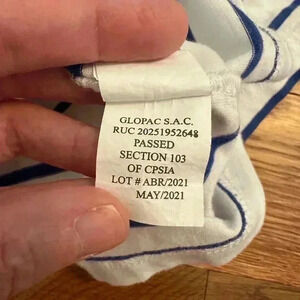 GLOPAC S.A.C.
RUC 20251952648
PASSED
SECTION 103
OF CPSIA
LOT # ABR/2021
MAY/2021